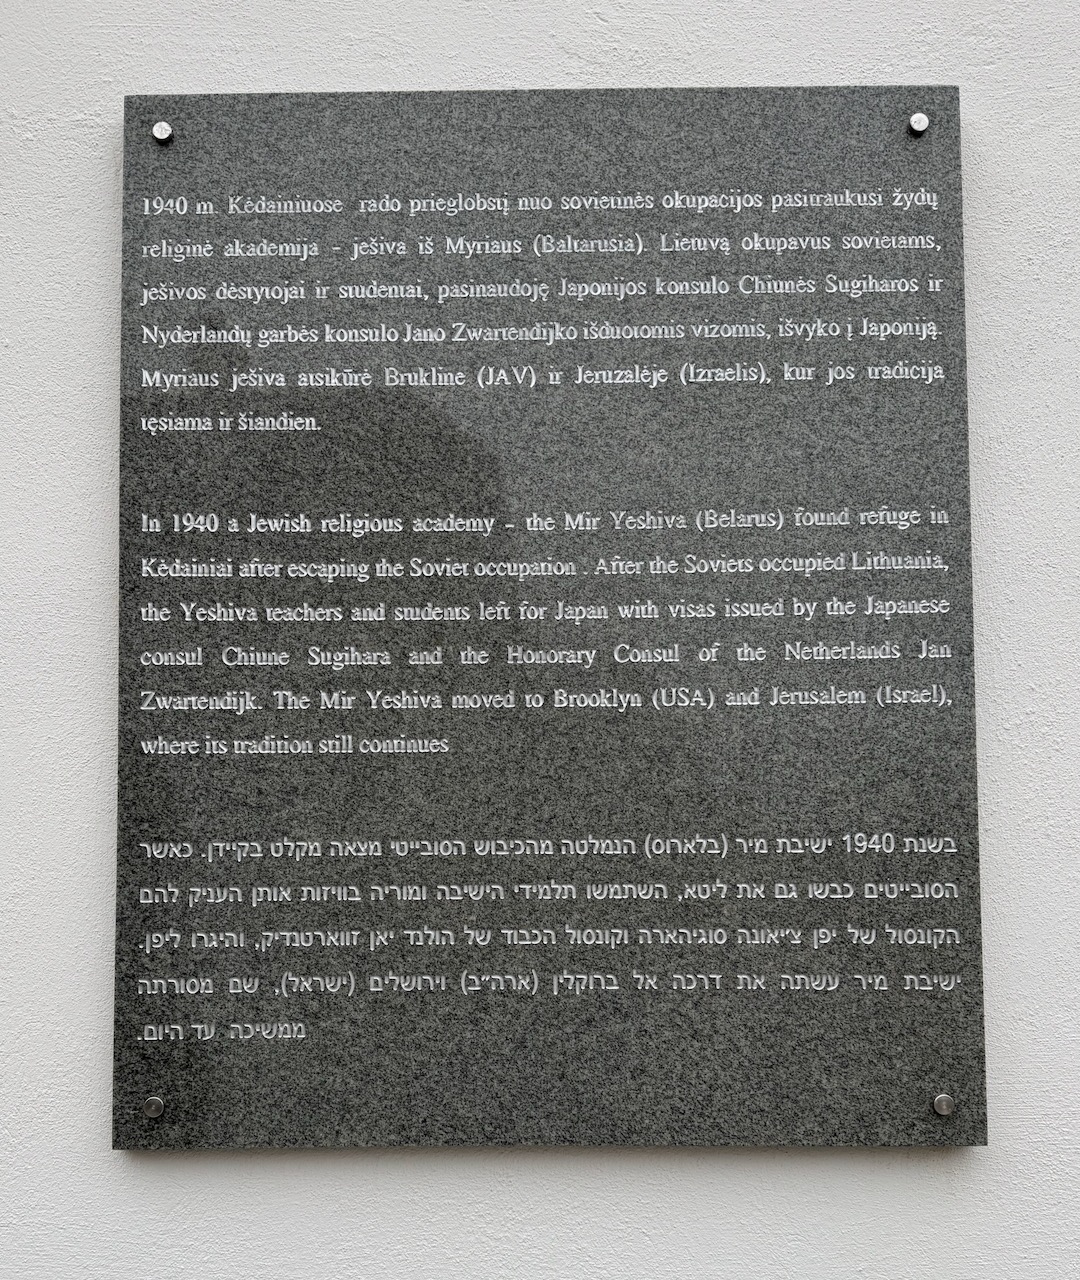 1940 m. Kėdainiuose rado prieglobstį nuo sovietinės okupacijos pasitraukusi žydų
religinė akademija - ješiva iš Myriaus (Baltarusia). Lietuvą okupavus sovietams,
ješivos dėstytojai ir studentai, pasinaudoję Japonijos konsulo Chiunės Sugiharos ir
Nyderlandų garbės konsulo Jano Zwartendijko išduotomis vizomis, išvyko į Japoniją.
Myriaus ješiva atsikūrė Brukline (JAV) ir Jeruzalėje (Izraelis), kur jos tradicija
tęsiama ir šiandien.
In 1940 a Jewish religious academy - the Mir Yeshiva (Belarus) found refuge in
Kėdainiai after escaping the Soviet occupation . After the Soviets occupied Lithuania,
the Yeshiva teachers and students left for Japan with visas issued by the Japanese
consul Chiune Sugihara and the Honorary Consul of the Netherlands Jan
Zwartendijk. The Mir Yeshiva moved to Brooklyn (USA) and Jerusalem (Israel),
where its tradition still continues
בשנת 1940 ישיבת מיר (בלארוס) הנמלטה מהכיבוש הסובייטי מצאה מקלט בקיידן. כאשר
הסובייטים כבשו גם את ליטא, השתמשו תלמידי הישיבה ומוריה בוויזות אותן העניק להם
הקונסול של יפן צ׳יאונה סוגיהארה וקונסול הכבוד של הולנד יאן זווארטנדיק, והיגרו ליפן.
ישיבת מיר עשתה את דרכה אל ברוקלין (ארה״ב) וירושלים (ישראל), שם מסורתה
ממשיכה עד היום.